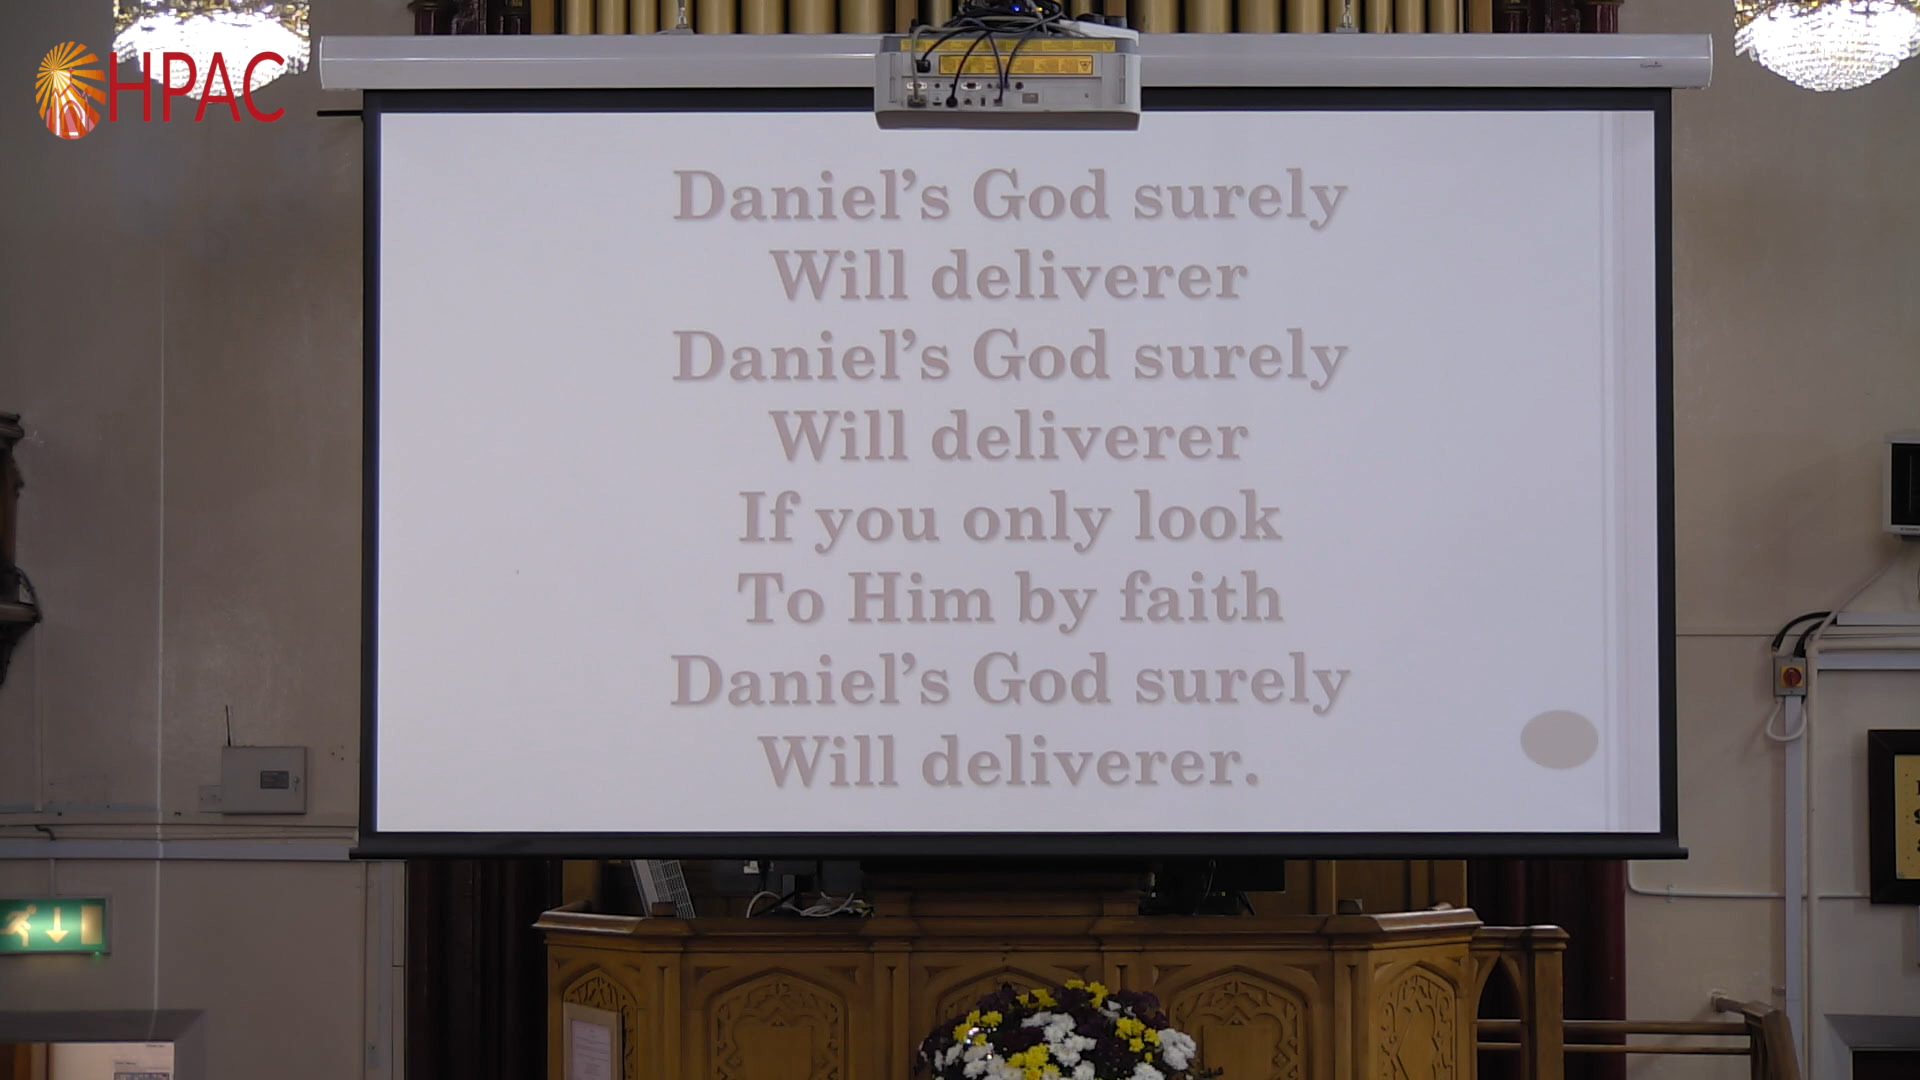 HPAC
Daniel’s God surely
Will deliverer
Daniel’s God surely
Will deliverer
If you only look
To Him by faith
Daniel’s God surely
Will deliverer.